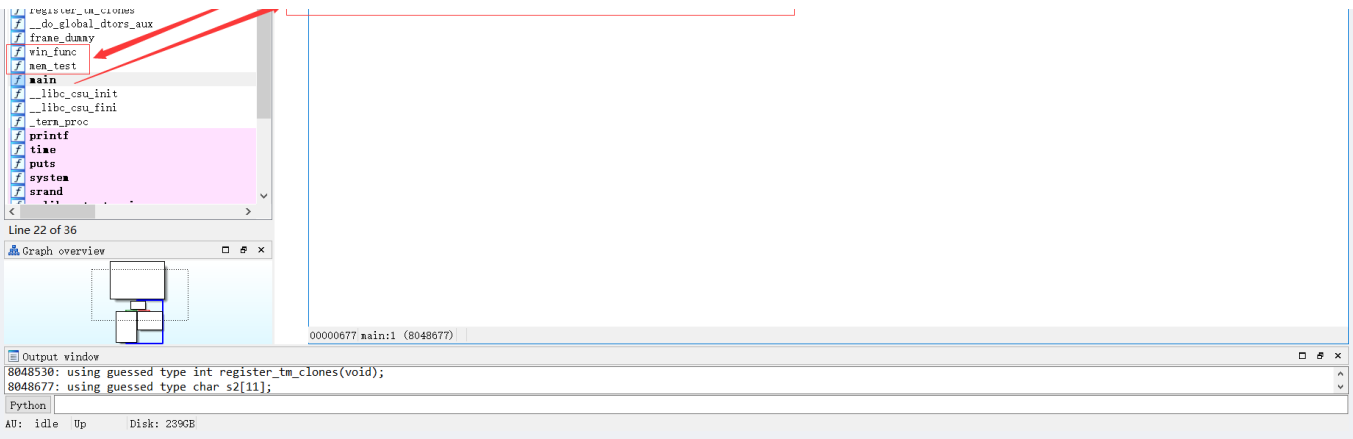 register_tm_clones
__do_global_dtors_aux
frame_dummy
win_func
mem_test
main
__libc_csu_init
__libc_csu_fini
_term_proc
printf
time
puts
system
srand
Line 22 of 36
Graph overview
00000677 main:1 (8048677)
Output window
8048530: using guessed type int register_tm_clones(void);
8048677: using guessed type char s2[11];
Python
AU: idle Up Disk: 239GB